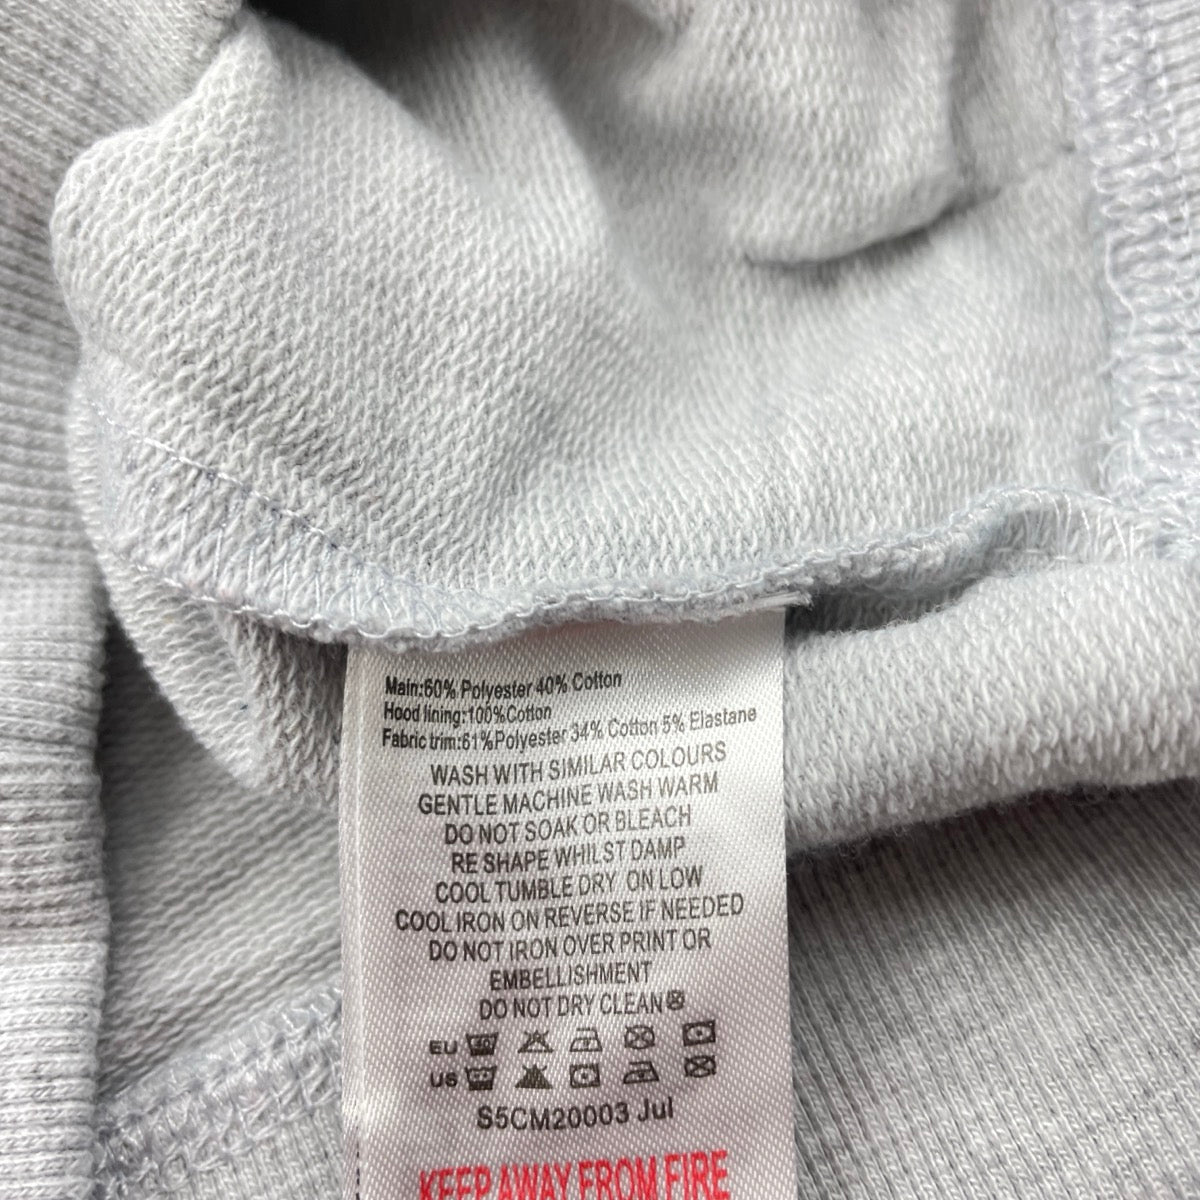 Main:60% Polyester 40% Cotton
Hood lining:100%Cotton
Fabric trim:61%Polyester 34% Cotton 5% Elastane
WASH WITH SIMILAR COLOURS
GENTLE MACHINE WASH WARM
DO NOT SOAK OR BLEACH
RE SHAPE WHILST DAMP
COOL TUMBLE DRY ON LOW
COOL IRON ON REVERSE IF NEEDED
DO NOT IRON OVER PRINT OR
EMBELLISHMENT
DO NOT DRY CLEAN
EU
US
S5CM20003 Jul
KEEP AWAY FROM FIRE